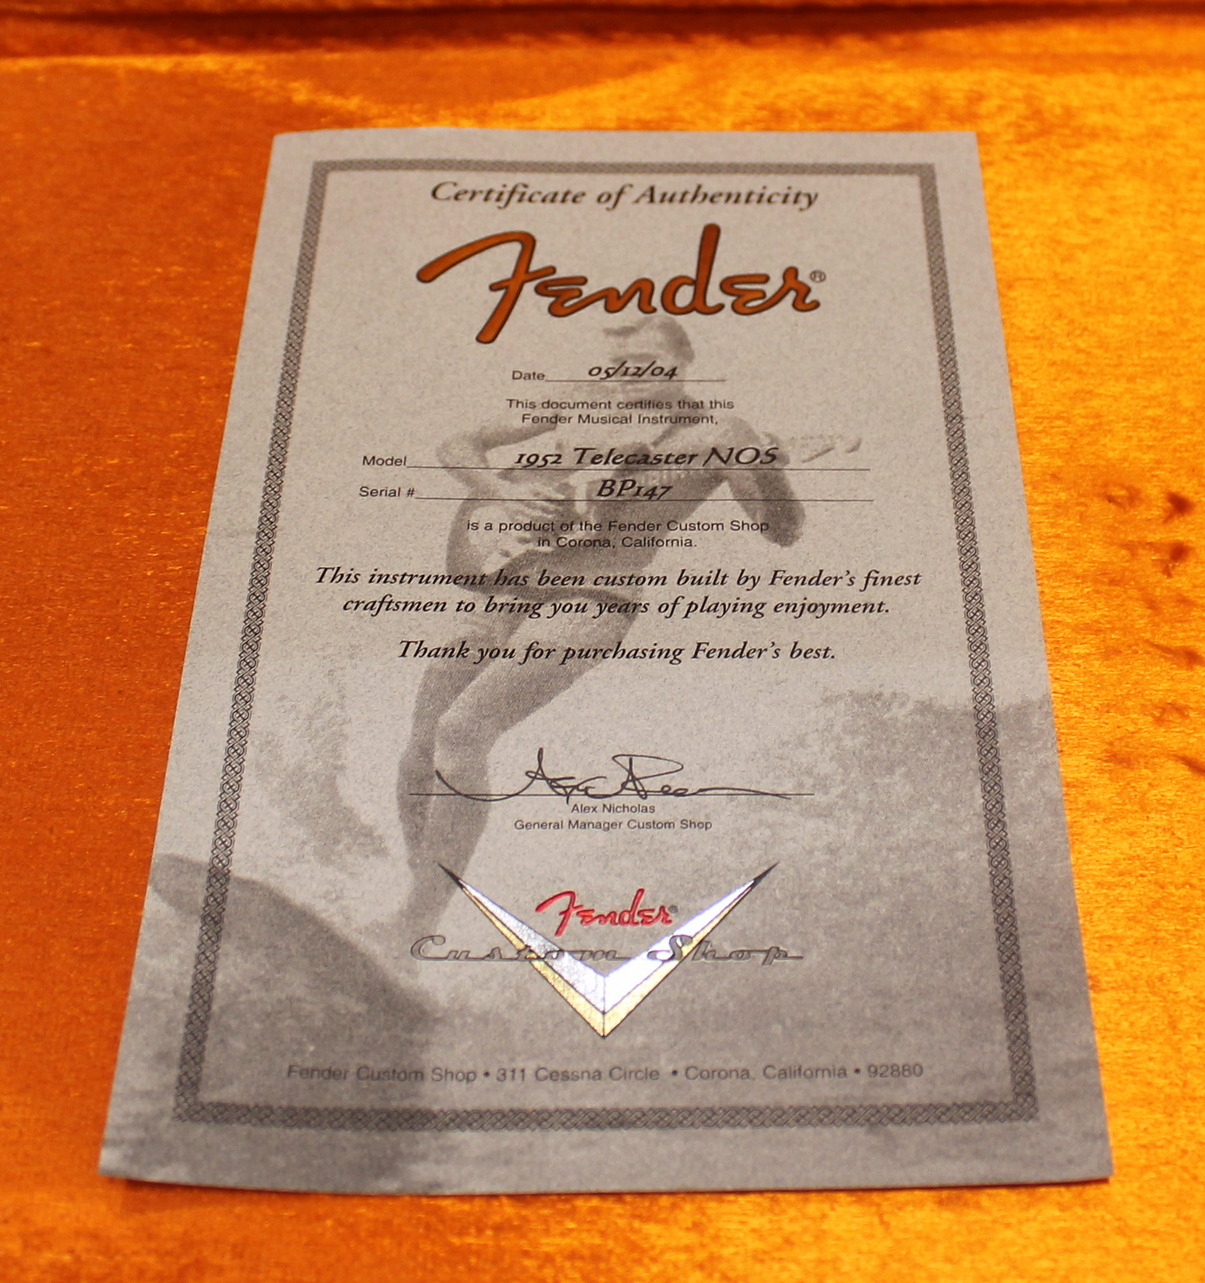 Certificate of Authenticity
Fender®
Date 05/12/04
This document certifies that this
Fender Musical Instrument,
Model 1952 Telecaster NOS
Serial # BP147
is a product of the Fender Custom Shop
in Corona, California.
This instrument has been custom built by Fender's finest
craftsmen to bring you years of playing enjoyment.
Thank you for purchasing Fender's best.
Alex Nicholas
General Manager Custom Shop
Fender®
Custom Shop
Fender Custom Shop • 311 Cessna Circle • Corona, California • 92880